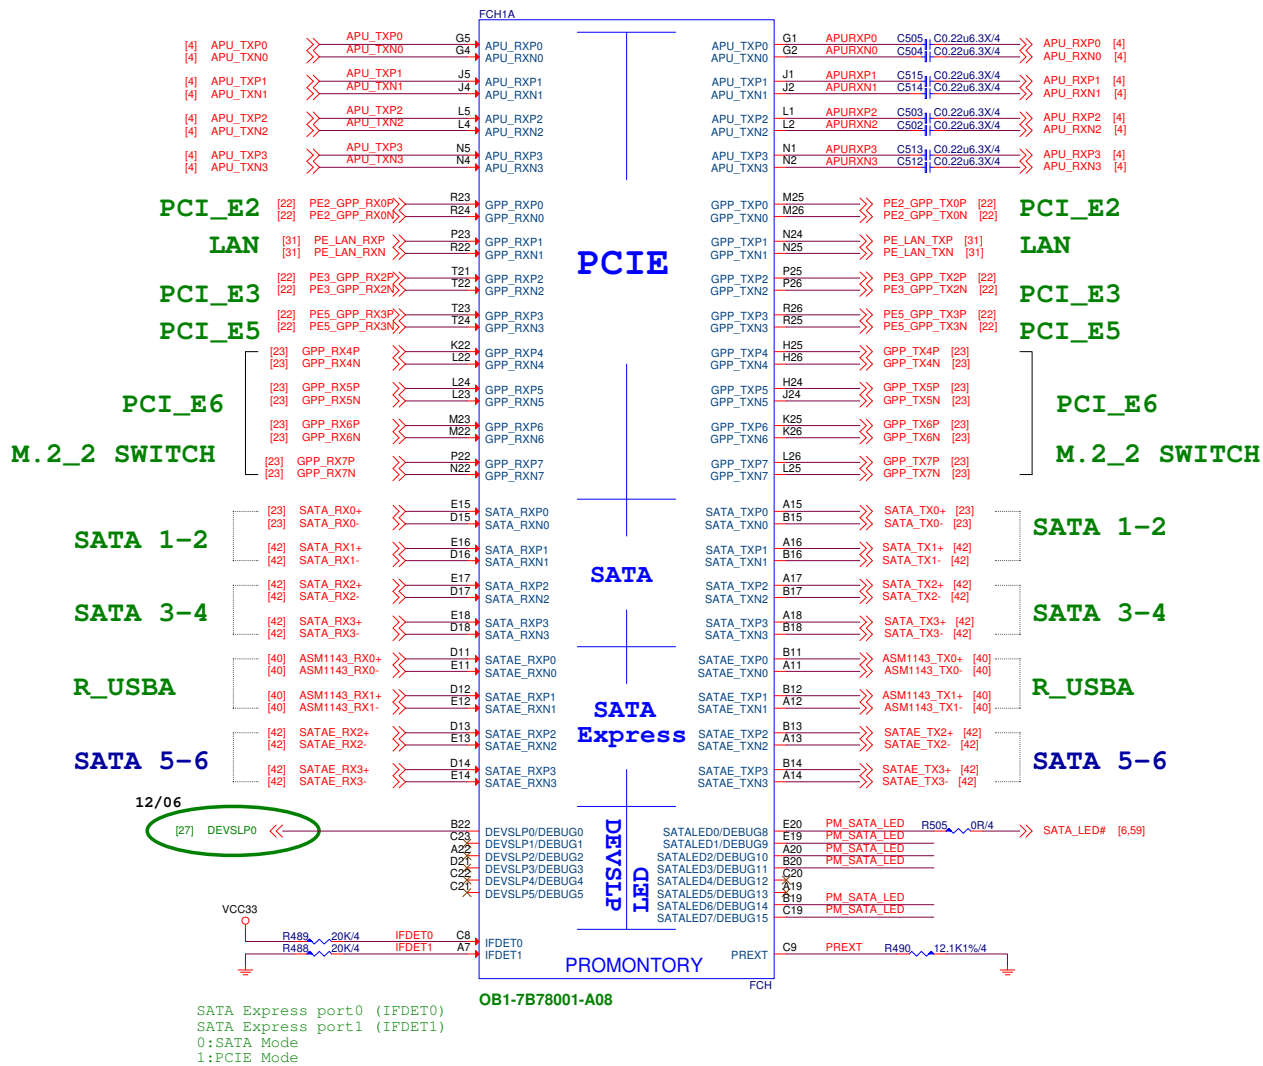 FCH1A
[4] APU_TXP0 APU_TXP0 G5 APU_RXP0 APU_TXP0 G1 APURXP0 C505 C0.22u6.3X/4 APU_RXP0 [4]
[4] APU_TXN0 APU_TXN0 G4 APU_RXN0 APU_TXN0 G2 APURXN0 C504 C0.22u6.3X/4 APU_RXN0 [4]
[4] APU_TXP1 APU_TXP1 J5 APU_RXP1 APU_TXP1 J1 APURXP1 C515 C0.22u6.3X/4 APU_RXP1 [4]
[4] APU_TXN1 APU_TXN1 J4 APU_RXN1 APU_TXN1 J2 APURXN1 C514 C0.22u6.3X/4 APU_RXN1 [4]
[4] APU_TXP2 APU_TXP2 L5 APU_RXP2 APU_TXP2 L1 APURXP2 C503 C0.22u6.3X/4 APU_RXP2 [4]
[4] APU_TXN2 APU_TXN2 L4 APU_RXN2 APU_TXN2 L2 APURXN2 C502 C0.22u6.3X/4 APU_RXN2 [4]
[4] APU_TXP3 APU_TXP3 N5 APU_RXP3 APU_TXP3 N1 APURXP3 C513 C0.22u6.3X/4 APU_RXP3 [4]
[4] APU_TXN3 APU_TXN3 N4 APU_RXN3 APU_TXN3 N2 APURXN3 C512 C0.22u6.3X/4 APU_RXN3 [4]
PCI_E2 [22] PE2_GPP_RX0P R23 GPP_RXP0 GPP_TXP0 M25 PE2_GPP_TX0P [22] PCI_E2
[22] PE2_GPP_RX0N R24 GPP_RXN0 GPP_TXN0 M26 PE2_GPP_TX0N [22]
LAN [31] PE_LAN_RXP P23 GPP_RXP1 GPP_TXP1 N24 PE_LAN_TXP [31] LAN
[31] PE_LAN_RXN R22 GPP_RXN1 GPP_TXN1 N25 PE_LAN_TXN [31]
PCIE
PCI_E3 [22] PE3_GPP_RX2P T21 GPP_RXP2 GPP_TXP2 P25 PE3_GPP_TX2P [22] PCI_E3
[22] PE3_GPP_RX2N T22 GPP_RXN2 GPP_TXN2 P26 PE3_GPP_TX2N [22]
PCI_E5 [22] PE5_GPP_RX3P T23 GPP_RXP3 GPP_TXP3 R26 PE5_GPP_TX3P [22] PCI_E5
[22] PE5_GPP_RX3N T24 GPP_RXN3 GPP_TXN3 R25 PE5_GPP_TX3N [22]
[23] GPP_RX4P K22 GPP_RXP4 GPP_TXP4 H25 GPP_TX4P [23]
[23] GPP_RX4N L22 GPP_RXN4 GPP_TXN4 H26 GPP_TX4N [23]
[23] GPP_RX5P L24 GPP_RXP5 GPP_TXP5 H24 GPP_TX5P [23]
[23] GPP_RX5N L23 GPP_RXN5 GPP_TXN5 J24 GPP_TX5N [23]
PCI_E6 PCI_E6
[23] GPP_RX6P M23 GPP_RXP6 GPP_TXP6 K25 GPP_TX6P [23]
[23] GPP_RX6N M22 GPP_RXN6 GPP_TXN6 K26 GPP_TX6N [23]
M.2_2 SWITCH M.2_2 SWITCH
[23] GPP_RX7P P22 GPP_RXP7 GPP_TXP7 L26 GPP_TX7P [23]
[23] GPP_RX7N N22 GPP_RXN7 GPP_TXN7 L25 GPP_TX7N [23]
[23] SATA_RX0+ E15 SATA_RXP0 SATA_TXP0 A15 SATA_TX0+ [23]
[23] SATA_RX0- D15 SATA_RXN0 SATA_TXN0 B15 SATA_TX0- [23]
SATA 1-2 SATA 1-2
[42] SATA_RX1+ E16 SATA_RXP1 SATA_TXP1 A16 SATA_TX1+ [42]
[42] SATA_RX1- D16 SATA_RXN1 SATA_TXN1 B16 SATA_TX1- [42]
SATA
[42] SATA_RX2+ E17 SATA_RXP2 SATA_TXP2 A17 SATA_TX2+ [42]
[42] SATA_RX2- D17 SATA_RXN2 SATA_TXN2 B17 SATA_TX2- [42]
SATA 3-4 SATA 3-4
[42] SATA_RX3+ E18 SATA_RXP3 SATA_TXP3 A18 SATA_TX3+ [42]
[42] SATA_RX3- D18 SATA_RXN3 SATA_TXN3 B18 SATA_TX3- [42]
[40] ASM1143_RX0+ D11 SATAE_RXP0 SATAE_TXP0 B11 ASM1143_TX0+ [40]
[40] ASM1143_RX0- E11 SATAE_RXN0 SATAE_TXN0 A11 ASM1143_TX0- [40]
R_USBA R_USBA
[40] ASM1143_RX1+ D12 SATAE_RXP1 SATAE_TXP1 B12 ASM1143_TX1+ [40]
[40] ASM1143_RX1- E12 SATAE_RXN1 SATAE_TXN1 A12 ASM1143_TX1- [40]
SATA
Express
[42] SATAE_RX2+ D13 SATAE_RXP2 SATAE_TXP2 B13 SATAE_TX2+ [42]
[42] SATAE_RX2- E13 SATAE_RXN2 SATAE_TXN2 A13 SATAE_TX2- [42]
SATA 5-6 SATA 5-6
[42] SATAE_RX3+ D14 SATAE_RXP3 SATAE_TXP3 B14 SATAE_TX3+ [42]
[42] SATAE_RX3- E14 SATAE_RXN3 SATAE_TXN3 A14 SATAE_TX3- [42]
12/06
[27] DEVSLP0 B22 DEVSLP0/DEBUG0 SATALED0/DEBUG8 E20 PM_SATA_LED R505 0R/4 SATA_LED# [6,59]
C23 DEVSLP1/DEBUG1 SATALED1/DEBUG9 E19 PM_SATA_LED
A22 DEVSLP2/DEBUG2 SATALED2/DEBUG10 A20 PM_SATA_LED
D21 DEVSLP3/DEBUG3 SATALED3/DEBUG11 B20 PM_SATA_LED
C22 DEVSLP4/DEBUG4 SATALED4/DEBUG12 C20
C21 DEVSLP5/DEBUG5 SATALED5/DEBUG13 A19
SATALED6/DEBUG14 B19 PM_SATA_LED
SATALED7/DEBUG15 C19 PM_SATA_LED
DEVSLP
LED
VCC33
R489 20K/4 IFDET0 C8 IFDET0
R488 20K/4 IFDET1 A7 IFDET1 PREXT C9 PREXT R490 12.1K1%/4
PROMONTORY
FCH
OB1-7B78001-A08
SATA Express port0 (IFDET0)
SATA Express port1 (IFDET1)
0:SATA Mode
1:PCIE Mode